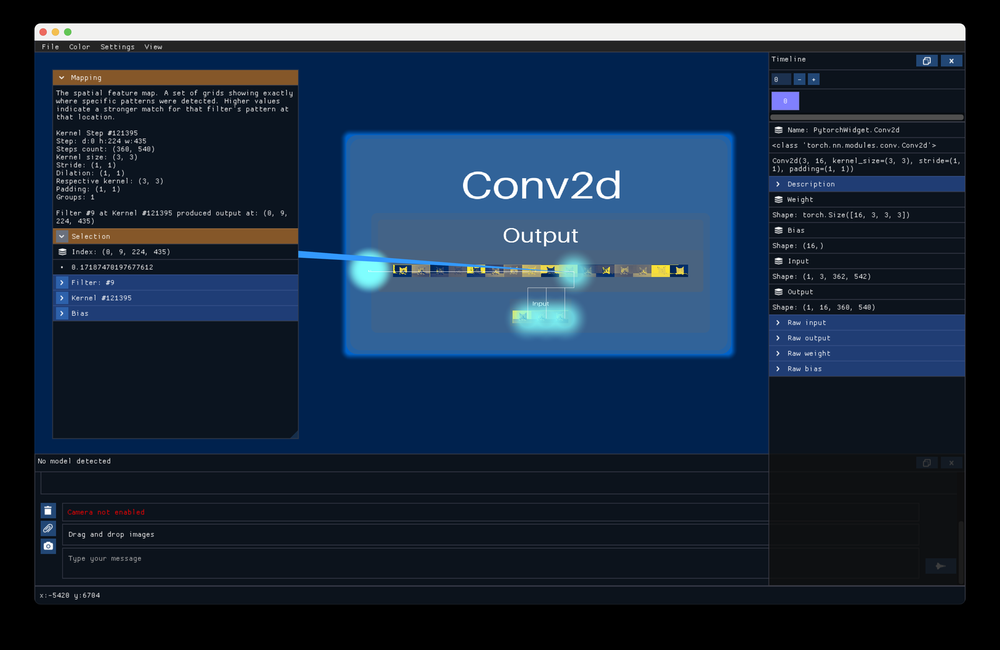 File Color Settings View
Mapping
The spatial feature map. A set of grids showing exactly
where specific patterns were detected. Higher values
indicate a stronger match for that filter's pattern at
that location.
Kernel Step #121395
Step: d:0 h:224 w:435
Steps count: (360, 540)
Kernel size: (3, 3)
Stride: (1, 1)
Dilation: (1, 1)
Respective kernel: (3, 3)
Padding: (1, 1)
Groups: 1
Filter #9 at Kernel #121395 produced output at: (0, 9,
224, 435)
Selection
Index: (0, 9, 224, 435)
0.17187478197677612
Filter: #9
Kernel #121395
Bias
Conv2d
Output
Input
Timeline
0 - +
0
Name: PytorchWidget.Conv2d
<class 'torch.nn.modules.conv.Conv2d'>
Conv2d(3, 16, kernel_size=(3, 3), stride=(1,
1), padding=(1, 1))
Description
Weight
Shape: torch.Size([16, 3, 3, 3])
Bias
Shape: (16,)
Input
Shape: (1, 3, 362, 542)
Output
Shape: (1, 16, 360, 540)
Raw input
Raw output
Raw weight
Raw bias
No model detected
Camera not enabled
Drag and drop images
Type your message
x:-5420 y:6784